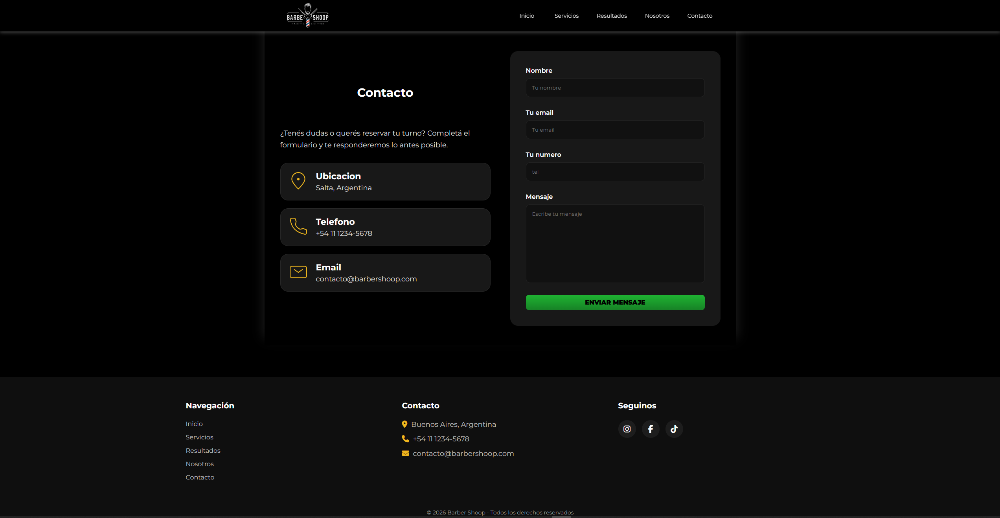 BARBE SHOOP
Inicio
Servicios
Resultados
Nosotros
Contacto
Contacto
¿Tenés dudas o querés reservar tu turno? Completá el
formulario y te responderemos lo antes posible.
Ubicacion
Salta, Argentina
Telefono
+54 11 1234-5678
Email
contacto@barbershoop.com
Nombre
Tu nombre
Tu email
Tu email
Tu numero
tel
Mensaje
Escribe tu mensaje
ENVIAR MENSAJE
Navegación
Inicio
Servicios
Resultados
Nosotros
Contacto
Contacto
Buenos Aires, Argentina
+54 11 1234-5678
contacto@barbershoop.com
Seguinos
© 2026 Barber Shoop - Todos los derechos reservados